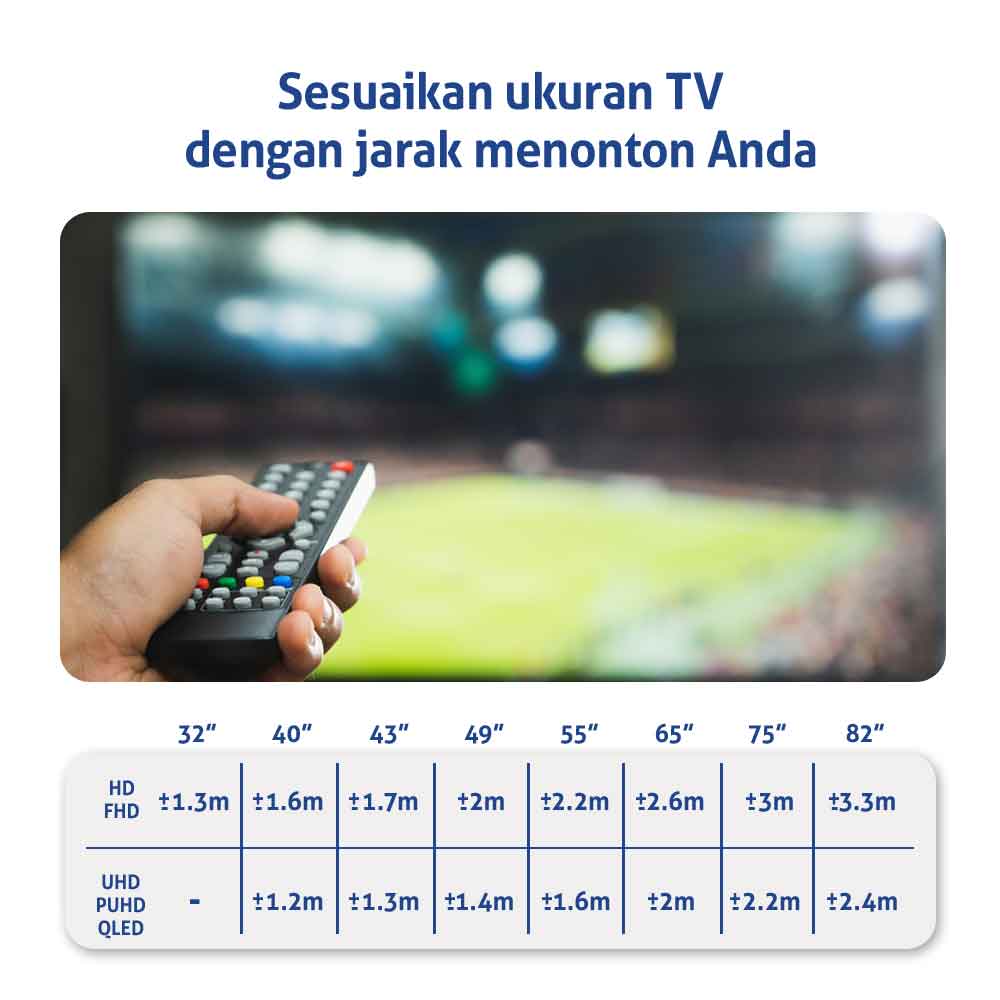 Sesuaikan ukuran TV
dengan jarak menonton Anda
32” 40” 43” 49” 55” 65” 75” 82”
HD
FHD
±1.3m ±1.6m ±1.7m ±2m ±2.2m ±2.6m ±3m ±3.3m
UHD
PUHD
QLED
- ±1.2m ±1.3m ±1.4m ±1.6m ±2m ±2.2m ±2.4m